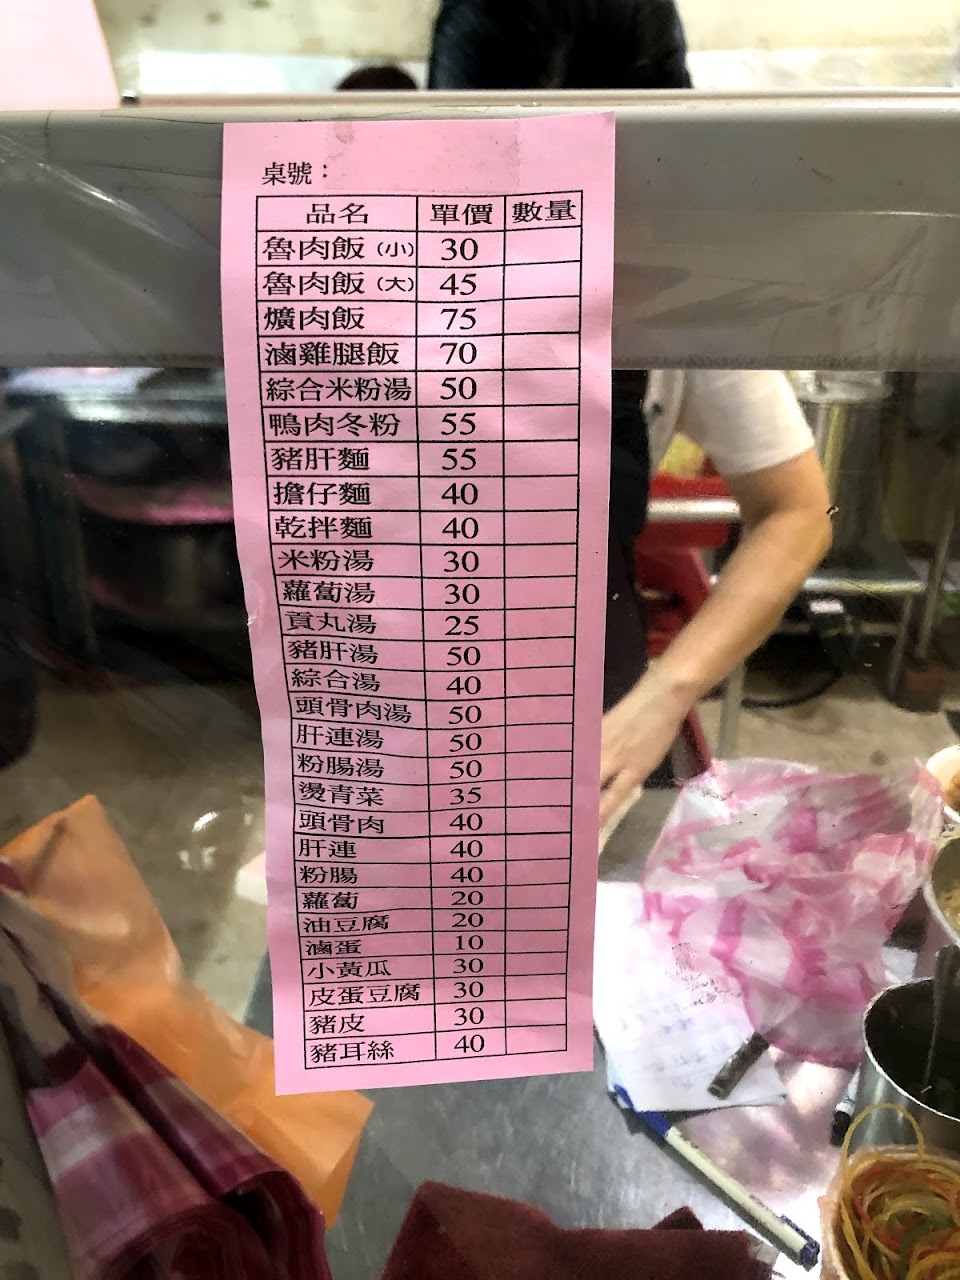 桌號：
品名 單價 數量
魯肉飯（小） 30
魯肉飯（大） 45
爌肉飯 75
滷雞腿飯 70
綜合米粉湯 50
鴨肉冬粉 55
豬肝麵 55
擔仔麵 40
乾拌麵 40
米粉湯 30
蘿蔔湯 30
貢丸湯 25
豬肝湯 50
綜合湯 40
頭骨肉湯 50
肝連湯 50
粉腸湯 50
燙青菜 35
頭骨肉 40
肝連 40
粉腸 40
蘿蔔 20
油豆腐 20
滷蛋 10
小黃瓜 30
皮蛋豆腐 30
豬皮 30
豬耳絲 40